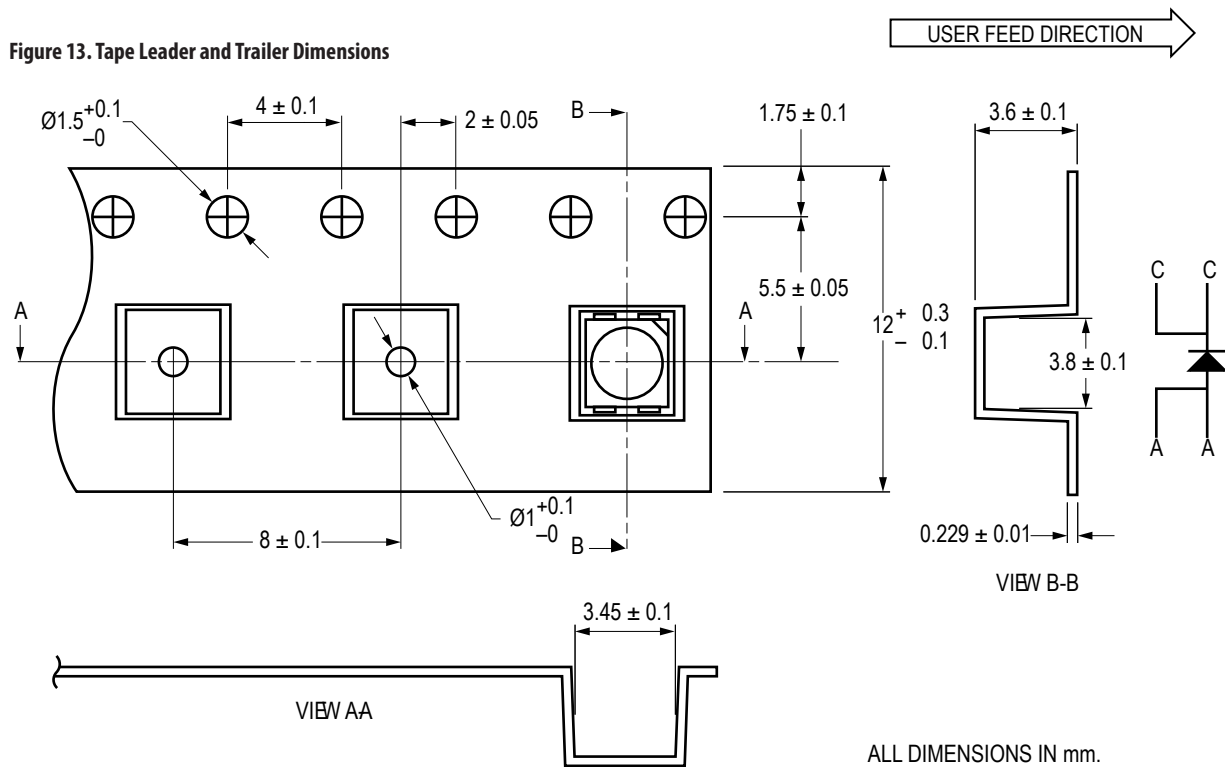 USER FEED DIRECTION
Figure 13. Tape Leader and Trailer Dimensions
Ø1.5 +0.1 –0
4 ± 0.1
2 ± 0.05
B
1.75 ± 0.1
3.6 ± 0.1
A
A
5.5 ± 0.05
12 + 0.3 – 0.1
3.8 ± 0.1
C C
A A
8 ± 0.1
Ø1 +0.1 –0
B
0.229 ± 0.01
VIEW B-B
3.45 ± 0.1
VIEW A-A
ALL DIMENSIONS IN mm.